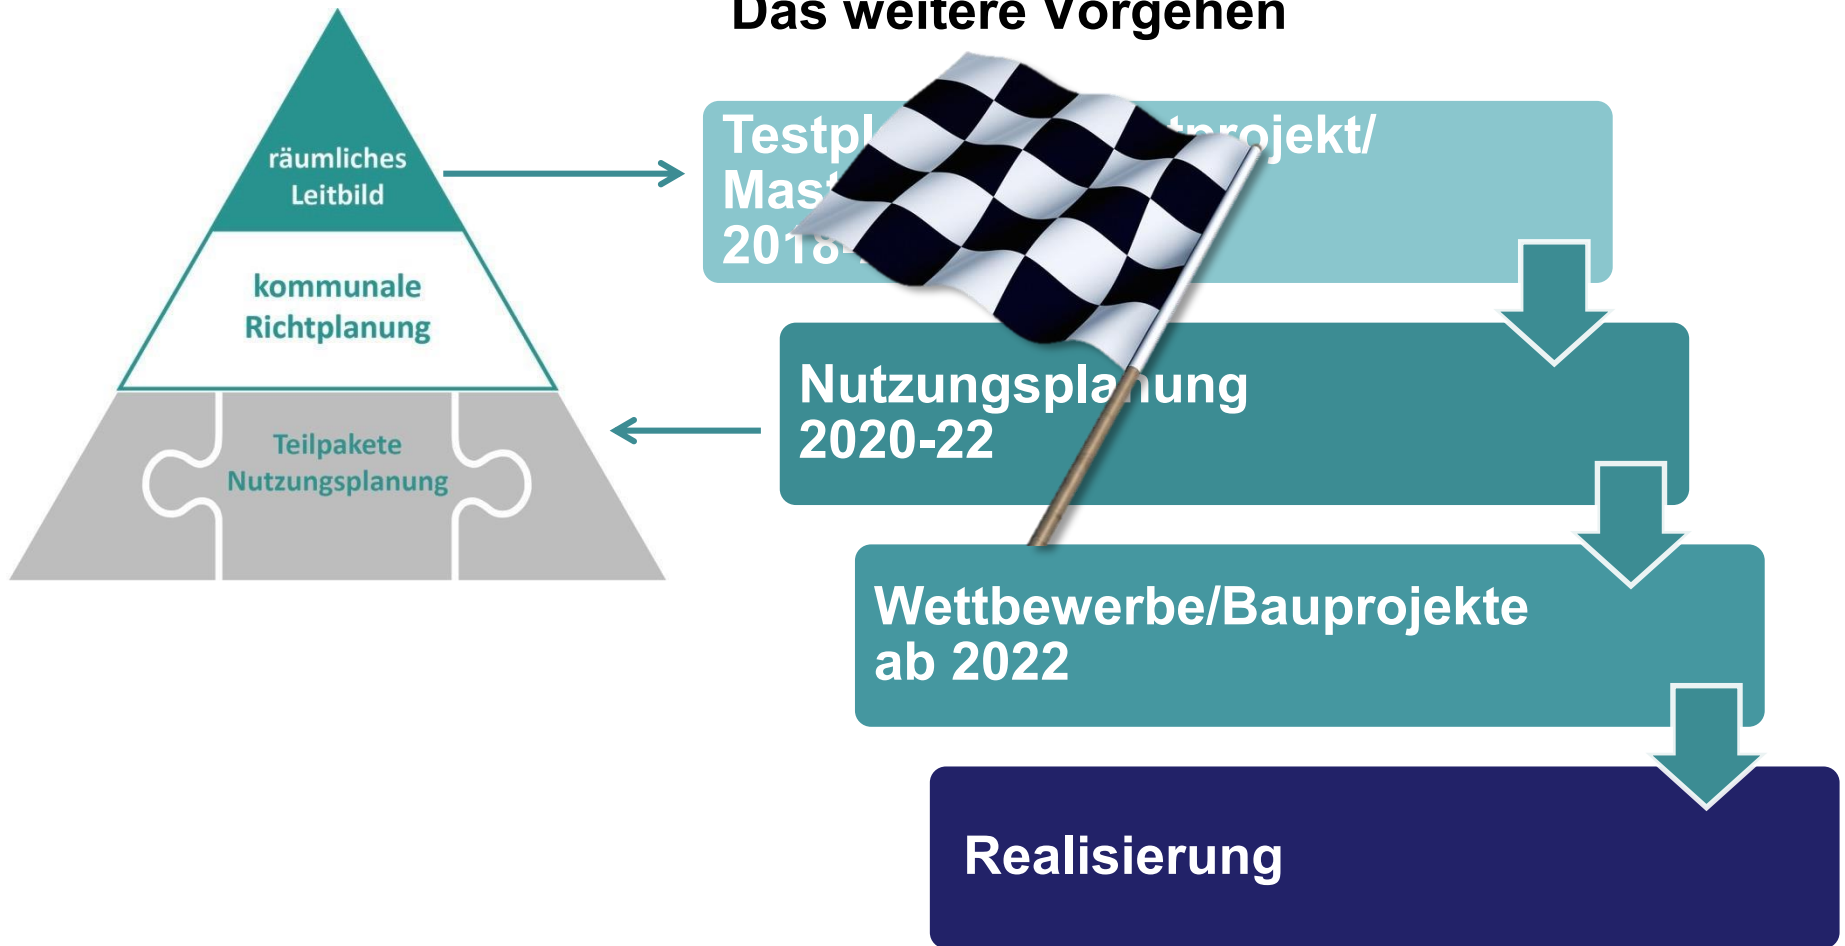 Das weitere Vorgehen
räumliches
Leitbild
kommunale
Richtplanung
Teilpakete
Nutzungsplanung
Nutzungsplanung
2020-22
Wettbewerbe/Bauprojekte
ab 2022
Realisierung